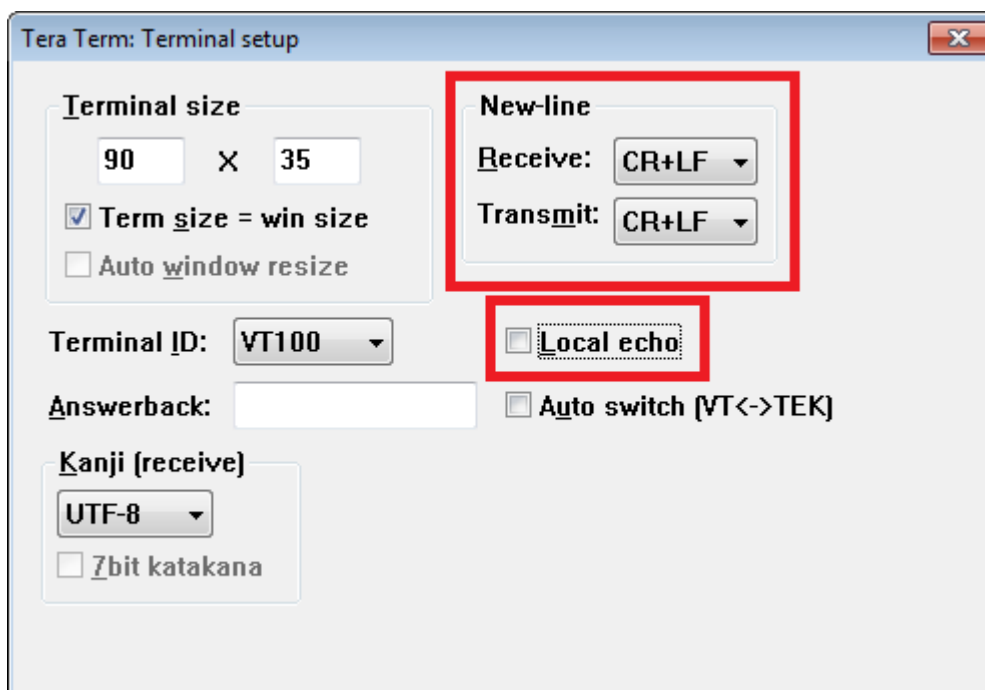 Tera Term: Terminal setup
Terminal size
90 X 35
Term size = win size
Auto window resize
New-line
Receive: CR+LF
Transmit: CR+LF
Terminal ID: VT100
Local echo
Answerback:
Auto switch (VT<->TEK)
Kanji (receive)
UTF-8
7bit katakana